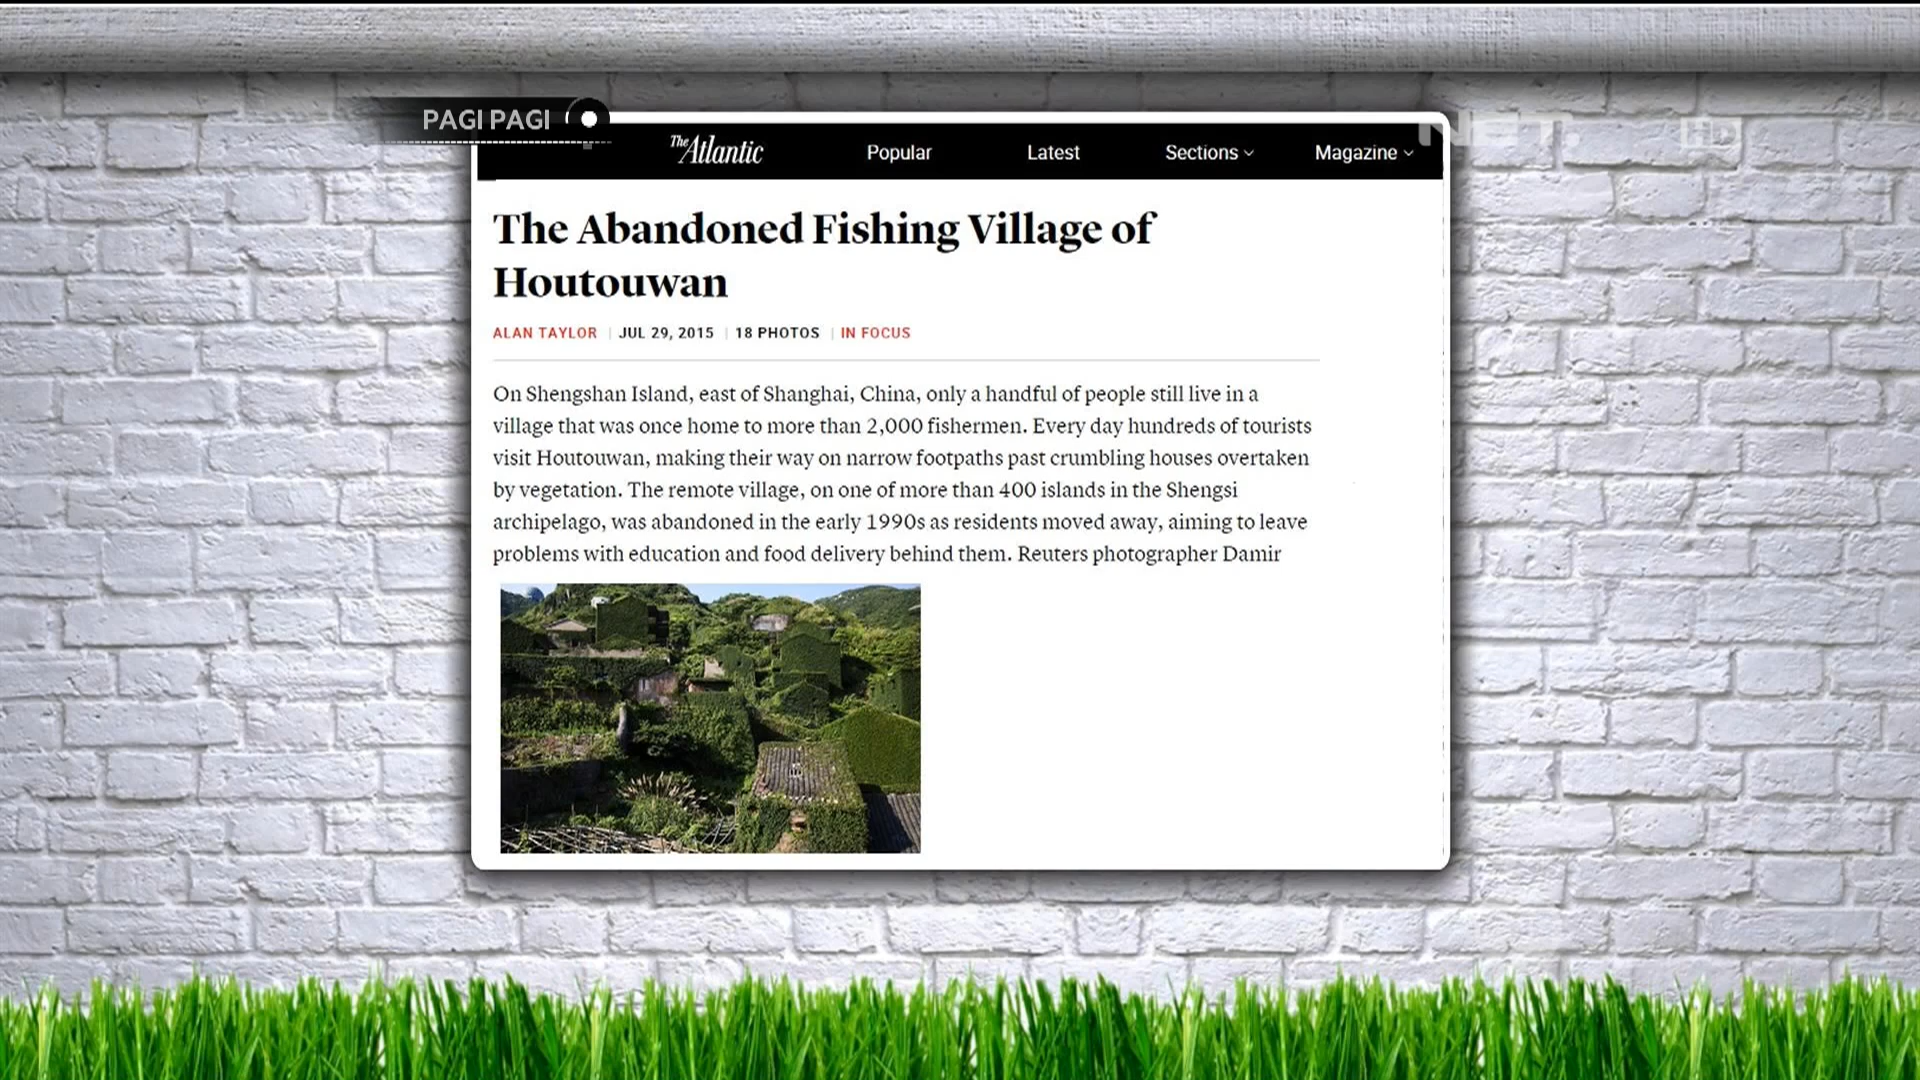 PAGI PAGI
NET.
HD
The Atlantic
Popular
Latest
Sections
Magazine
The Abandoned Fishing Village of
Houtouwan
ALAN TAYLOR | JUL 29, 2015 | 18 PHOTOS | IN FOCUS
On Shengshan Island, east of Shanghai, China, only a handful of people still live in a
village that was once home to more than 2,000 fishermen. Every day hundreds of tourists
visit Houtouwan, making their way on narrow footpaths past crumbling houses overtaken
by vegetation. The remote village, on one of more than 400 islands in the Shengsi
archipelago, was abandoned in the early 1990s as residents moved away, aiming to leave
problems with education and food delivery behind them. Reuters photographer Damir